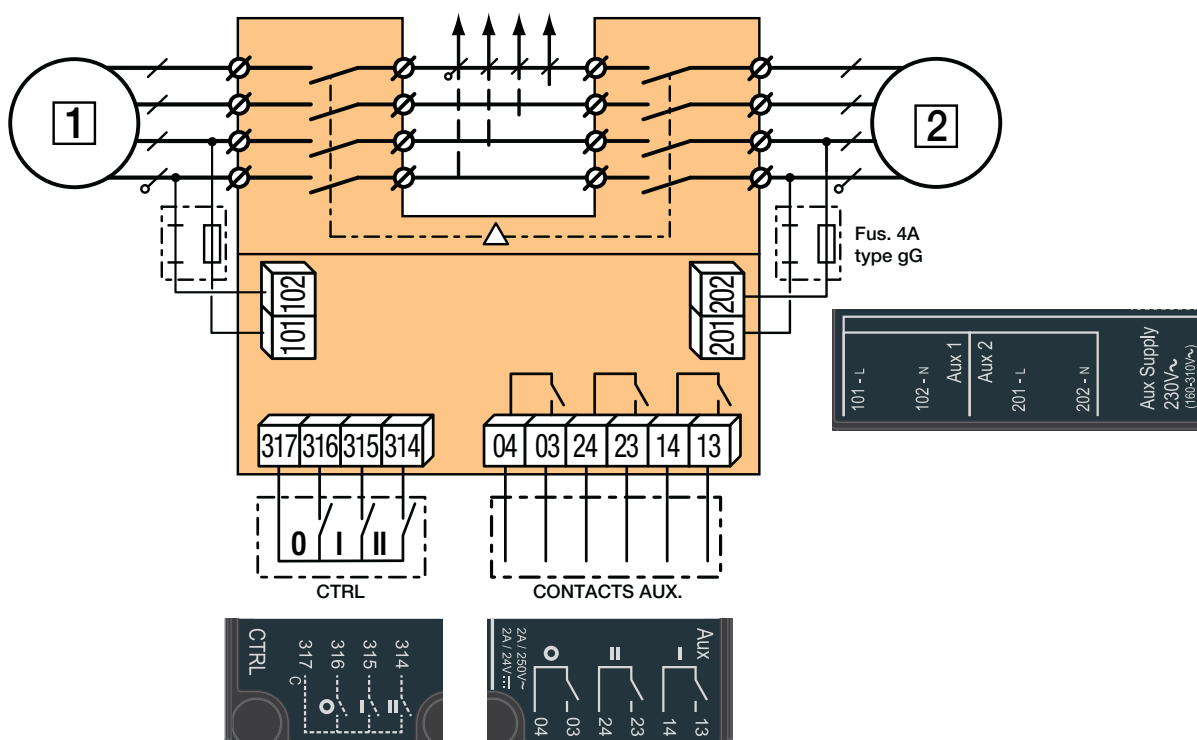 1
2
Fus. 4A
type gG
102
101
202
201
101 - L
102 - N
Aux 1
Aux 2
201 - L
202 - N
Aux Supply
230V~
(160-310V~)
317 316 315 314
04 03 24 23 14 13
0 I II
CTRL
CONTACTS AUX.
CTRL
317 316 315 314
C
O I II
2A / 250V~
2A / 24V⎓
Aux
O II I
04 03 24 23 14 13